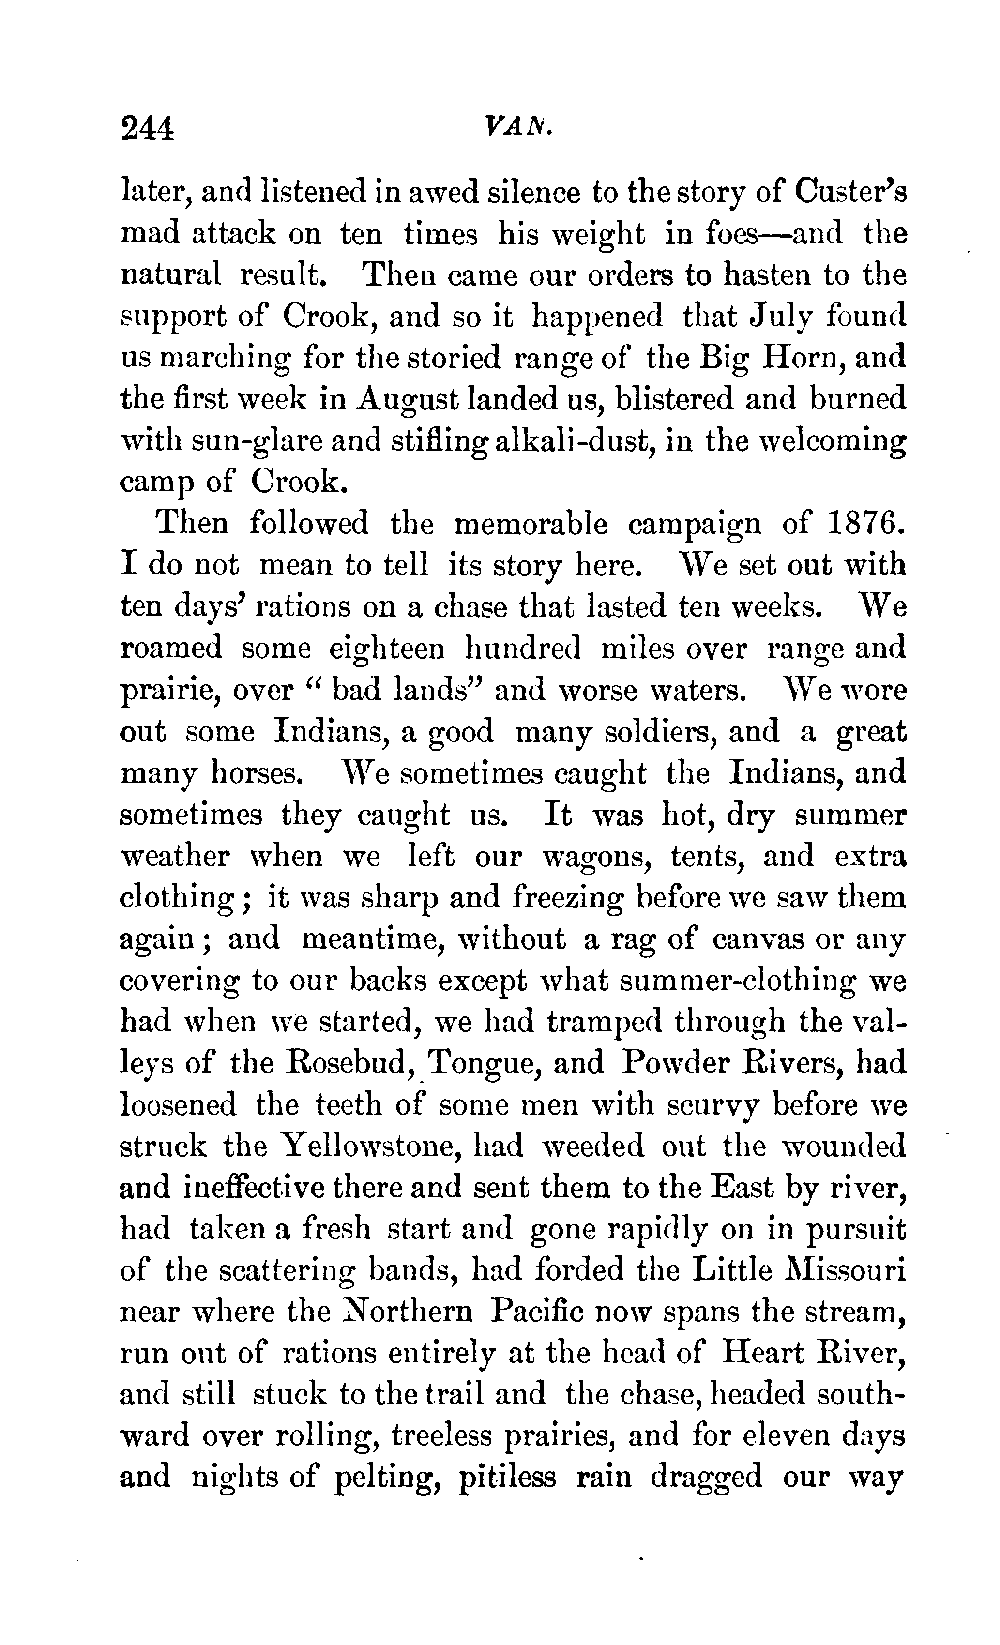 244 VAN.
later, and listened in awed silence to the story of Custer's
mad attack on ten times his weight in foes—and the
natural result. Then came our orders to hasten to the
support of Crook, and so it happened that July found
us marching for the storied range of the Big Horn, and
the first week in August landed us, blistered and burned
with sun-glare and stifling alkali-dust, in the welcoming
camp of Crook.
Then followed the memorable campaign of 1876.
I do not mean to tell its story here. We set out with
ten days' rations on a chase that lasted ten weeks. We
roamed some eighteen hundred miles over range and
prairie, over " bad lands" and worse waters. We wore
out some Indians, a good many soldiers, and a great
many horses. We sometimes caught the Indians, and
sometimes they caught us. It was hot, dry summer
weather when we left our wagons, tents, and extra
clothing ; it was sharp and freezing before we saw them
again ; and meantime, without a rag of canvas or any
covering to our backs except what summer-clothing we
had when we started, we had tramped through the val-
leys of the Rosebud, Tongue, and Powder Rivers, had
loosened the teeth of some men with scurvy before we
struck the Yellowstone, had weeded out the wounded
and ineffective there and sent them to the East by river,
had taken a fresh start and gone rapidly on in pursuit
of the scattering bands, had forded the Little Missouri
near where the Northern Pacific now spans the stream,
run out of rations entirely at the head of Heart River,
and still stuck to the trail and the chase, headed south-
ward over rolling, treeless prairies, and for eleven days
and nights of pelting, pitiless rain dragged our way